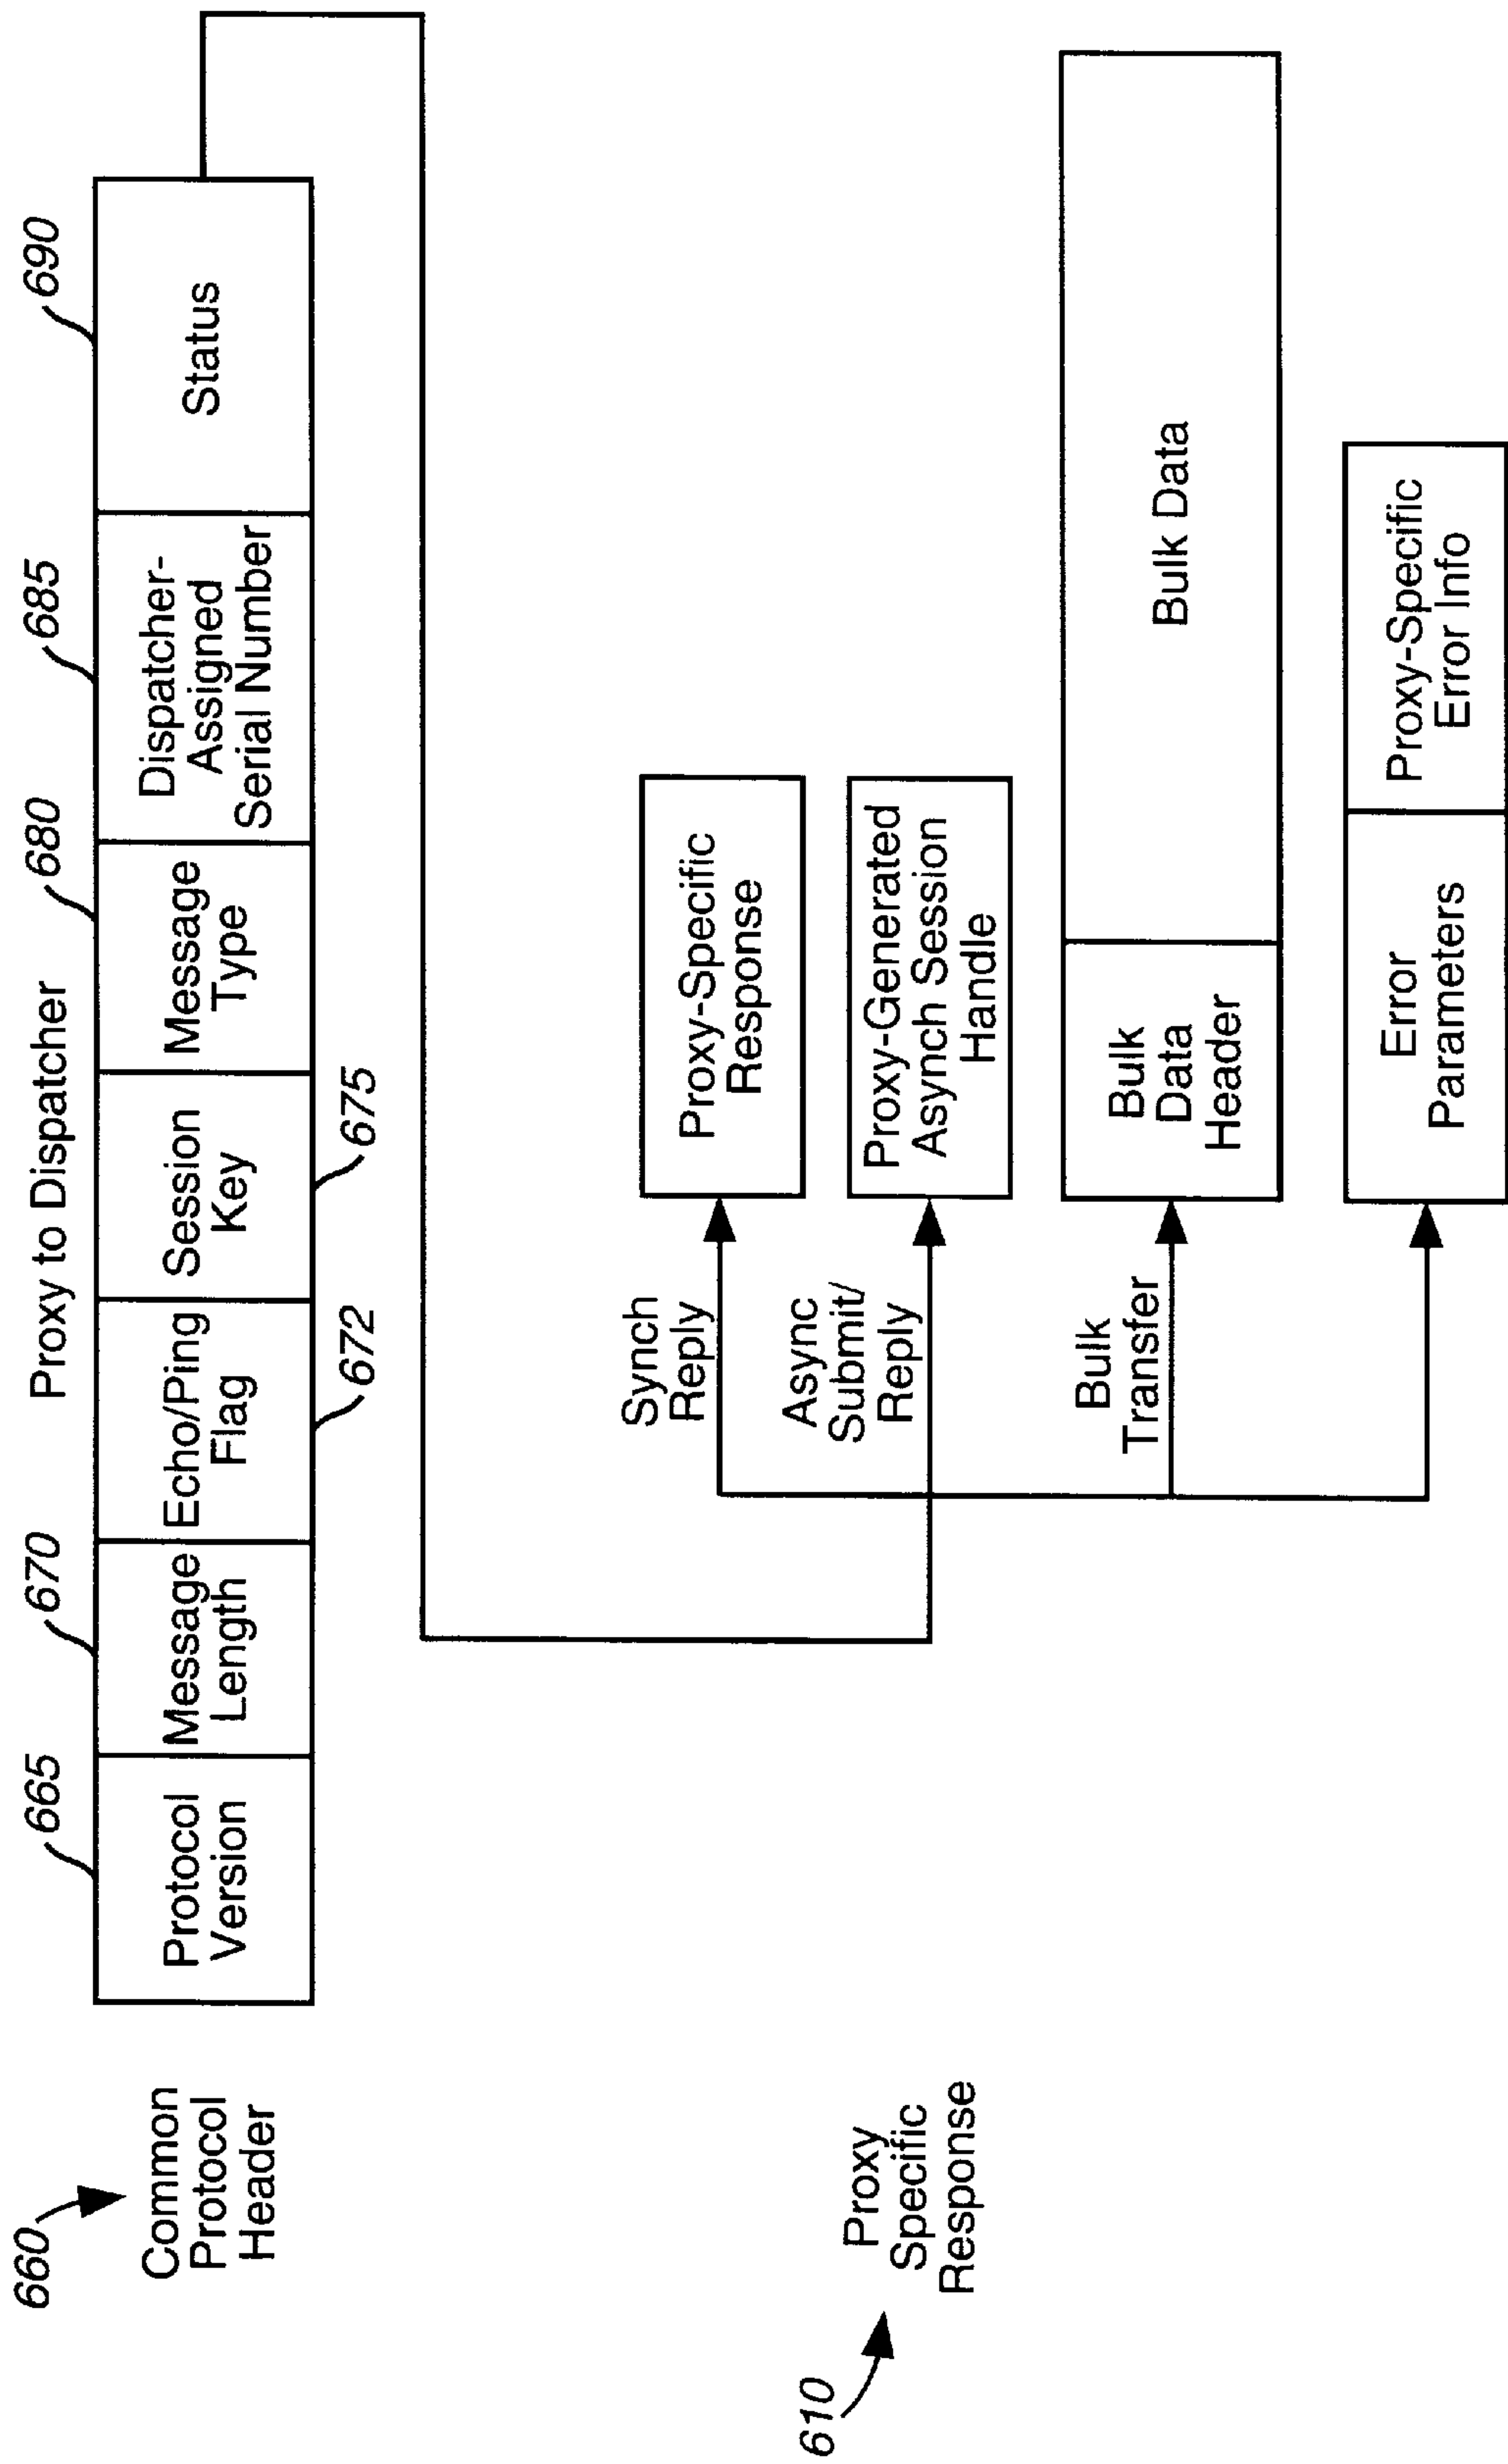 Proxy to Dispatcher
660
Common
Protocol
Header
665
670
680
685
690
Protocol
Version
Message
Length
Echo/Ping
Flag
Session
Key
Message
Type
Dispatcher-
Assigned
Serial Number
Status
672
675
610
Proxy
Specific
Response
Synch
Reply
Proxy-Specific
Response
Async
Submit/
Reply
Proxy-Generated
Asynch Session
Handle
Bulk
Transfer
Bulk
Data
Header
Bulk Data
Error
Parameters
Proxy-Specific
Error Info